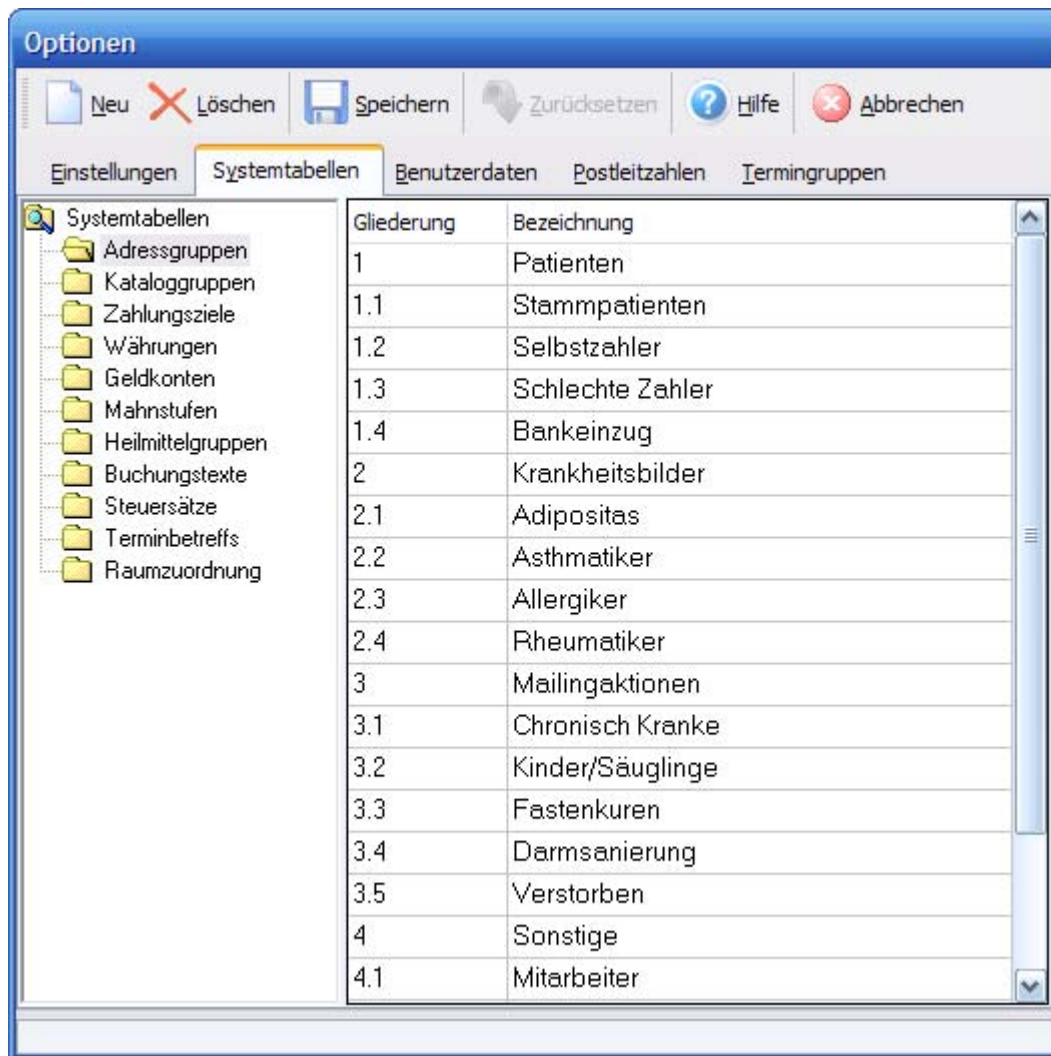 Optionen
Neu Löschen Speichern Zurücksetzen Hilfe Abbrechen
Einstellungen Systemtabellen Benutzerdaten Postleitzahlen Termingruppen
Systemtabellen
Adressgruppen
Kataloggruppen
Zahlungsziele
Währungen
Geldkonten
Mahnstufen
Heilmittelgruppen
Buchungstexte
Steuersätze
Terminbetreffs
Raumzuordnung
Gliederung Bezeichnung
1 Patienten
1.1 Stammpatienten
1.2 Selbstzahler
1.3 Schlechte Zahler
1.4 Bankeinzug
2 Krankheitsbilder
2.1 Adipositas
2.2 Asthmatiker
2.3 Allergiker
2.4 Rheumatiker
3 Mailingaktionen
3.1 Chronisch Kranke
3.2 Kinder/Säuglinge
3.3 Fastenkuren
3.4 Darmsanierung
3.5 Verstorben
4 Sonstige
4.1 Mitarbeiter